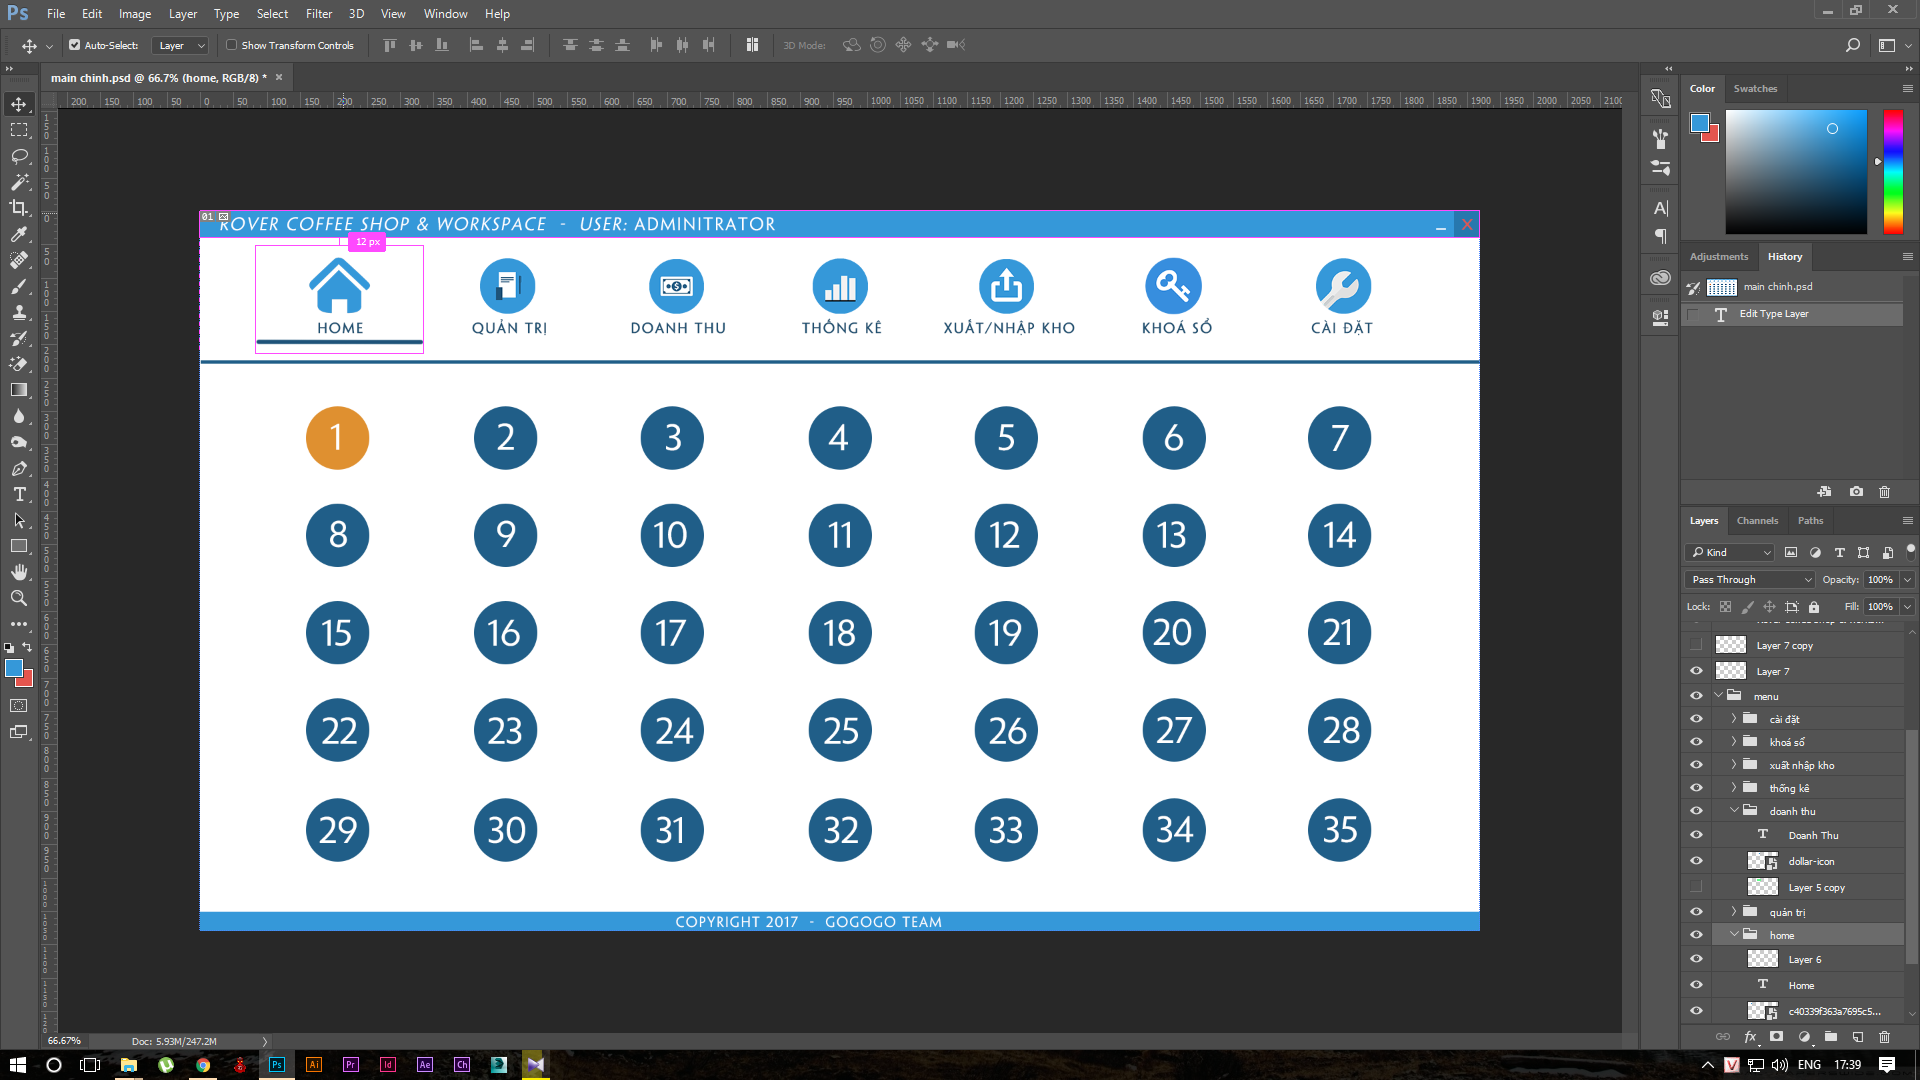 Ps File Edit Image Layer Type Select Filter 3D View Window Help
Auto-Select: Layer Show Transform Controls 3D Mode:
main chinh.psd @ 66.7% (home, RGB/8) *
200 150 100 50 0 50 100 150 200 250 300 350 400 450 500 550 600 650 700 750 800 850 900 950 1000 1050 1100 1150 1200 1250 1300 1350 1400 1450 1500 1550 1600 1650 1700 1750 1800 1850 1900 1950 2000 2050 2100
01
ROVER COFFEE SHOP & WORKSPACE - USER: ADMINITRATOR
12 px
HOME QUẢN TRỊ DOANH THU THỐNG KÊ XUẤT/NHẬP KHO KHOÁ SỔ CÀI ĐẶT
1 2 3 4 5 6 7
8 9 10 11 12 13 14
15 16 17 18 19 20 21
22 23 24 25 26 27 28
29 30 31 32 33 34 35
COPYRIGHT 2017 - GOGOGO TEAM
Color Swatches
Adjustments History
main chinh.psd
Edit Type Layer
Layers Channels Paths
Kind
Pass Through Opacity: 100%
Lock: Fill: 100%
Layer 7 copy
Layer 7
menu
cài đặt
khoá sổ
xuất nhập kho
thống kê
doanh thu
Doanh Thu
dollar-icon
Layer 5 copy
quản trị
home
Layer 6
Home
c40339f363a7695c5...
66.67% Doc: 5.93M/247.2M
Ps Ai Pr Id Ae Ch
V ENG 17:39